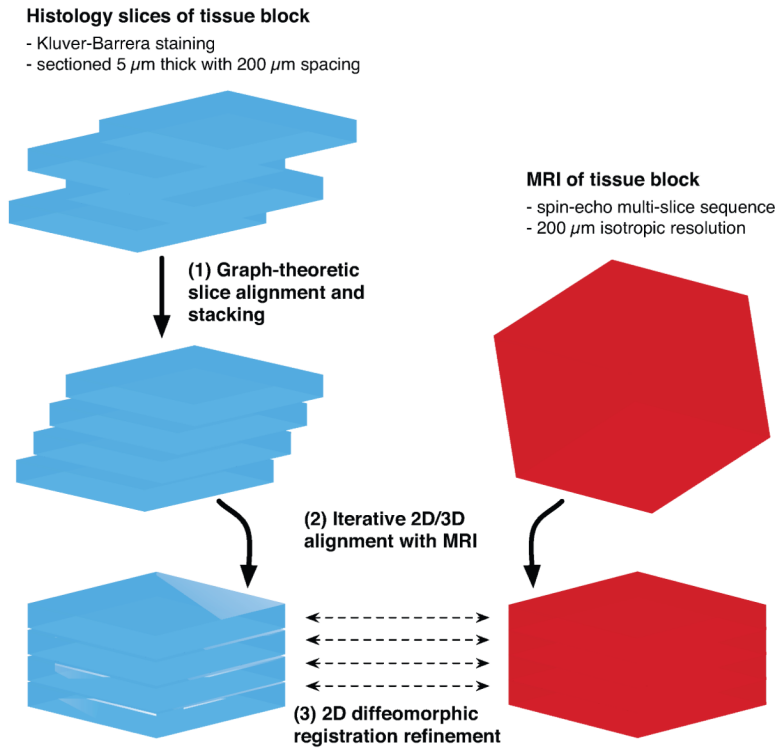 Histology slices of tissue block
- Kluver-Barrera staining
- sectioned 5 µm thick with 200 µm spacing
MRI of tissue block
- spin-echo multi-slice sequence
- 200 µm isotropic resolution
(1) Graph-theoretic
slice alignment and
stacking
(2) Iterative 2D/3D
alignment with MRI
(3) 2D diffeomorphic
registration refinement